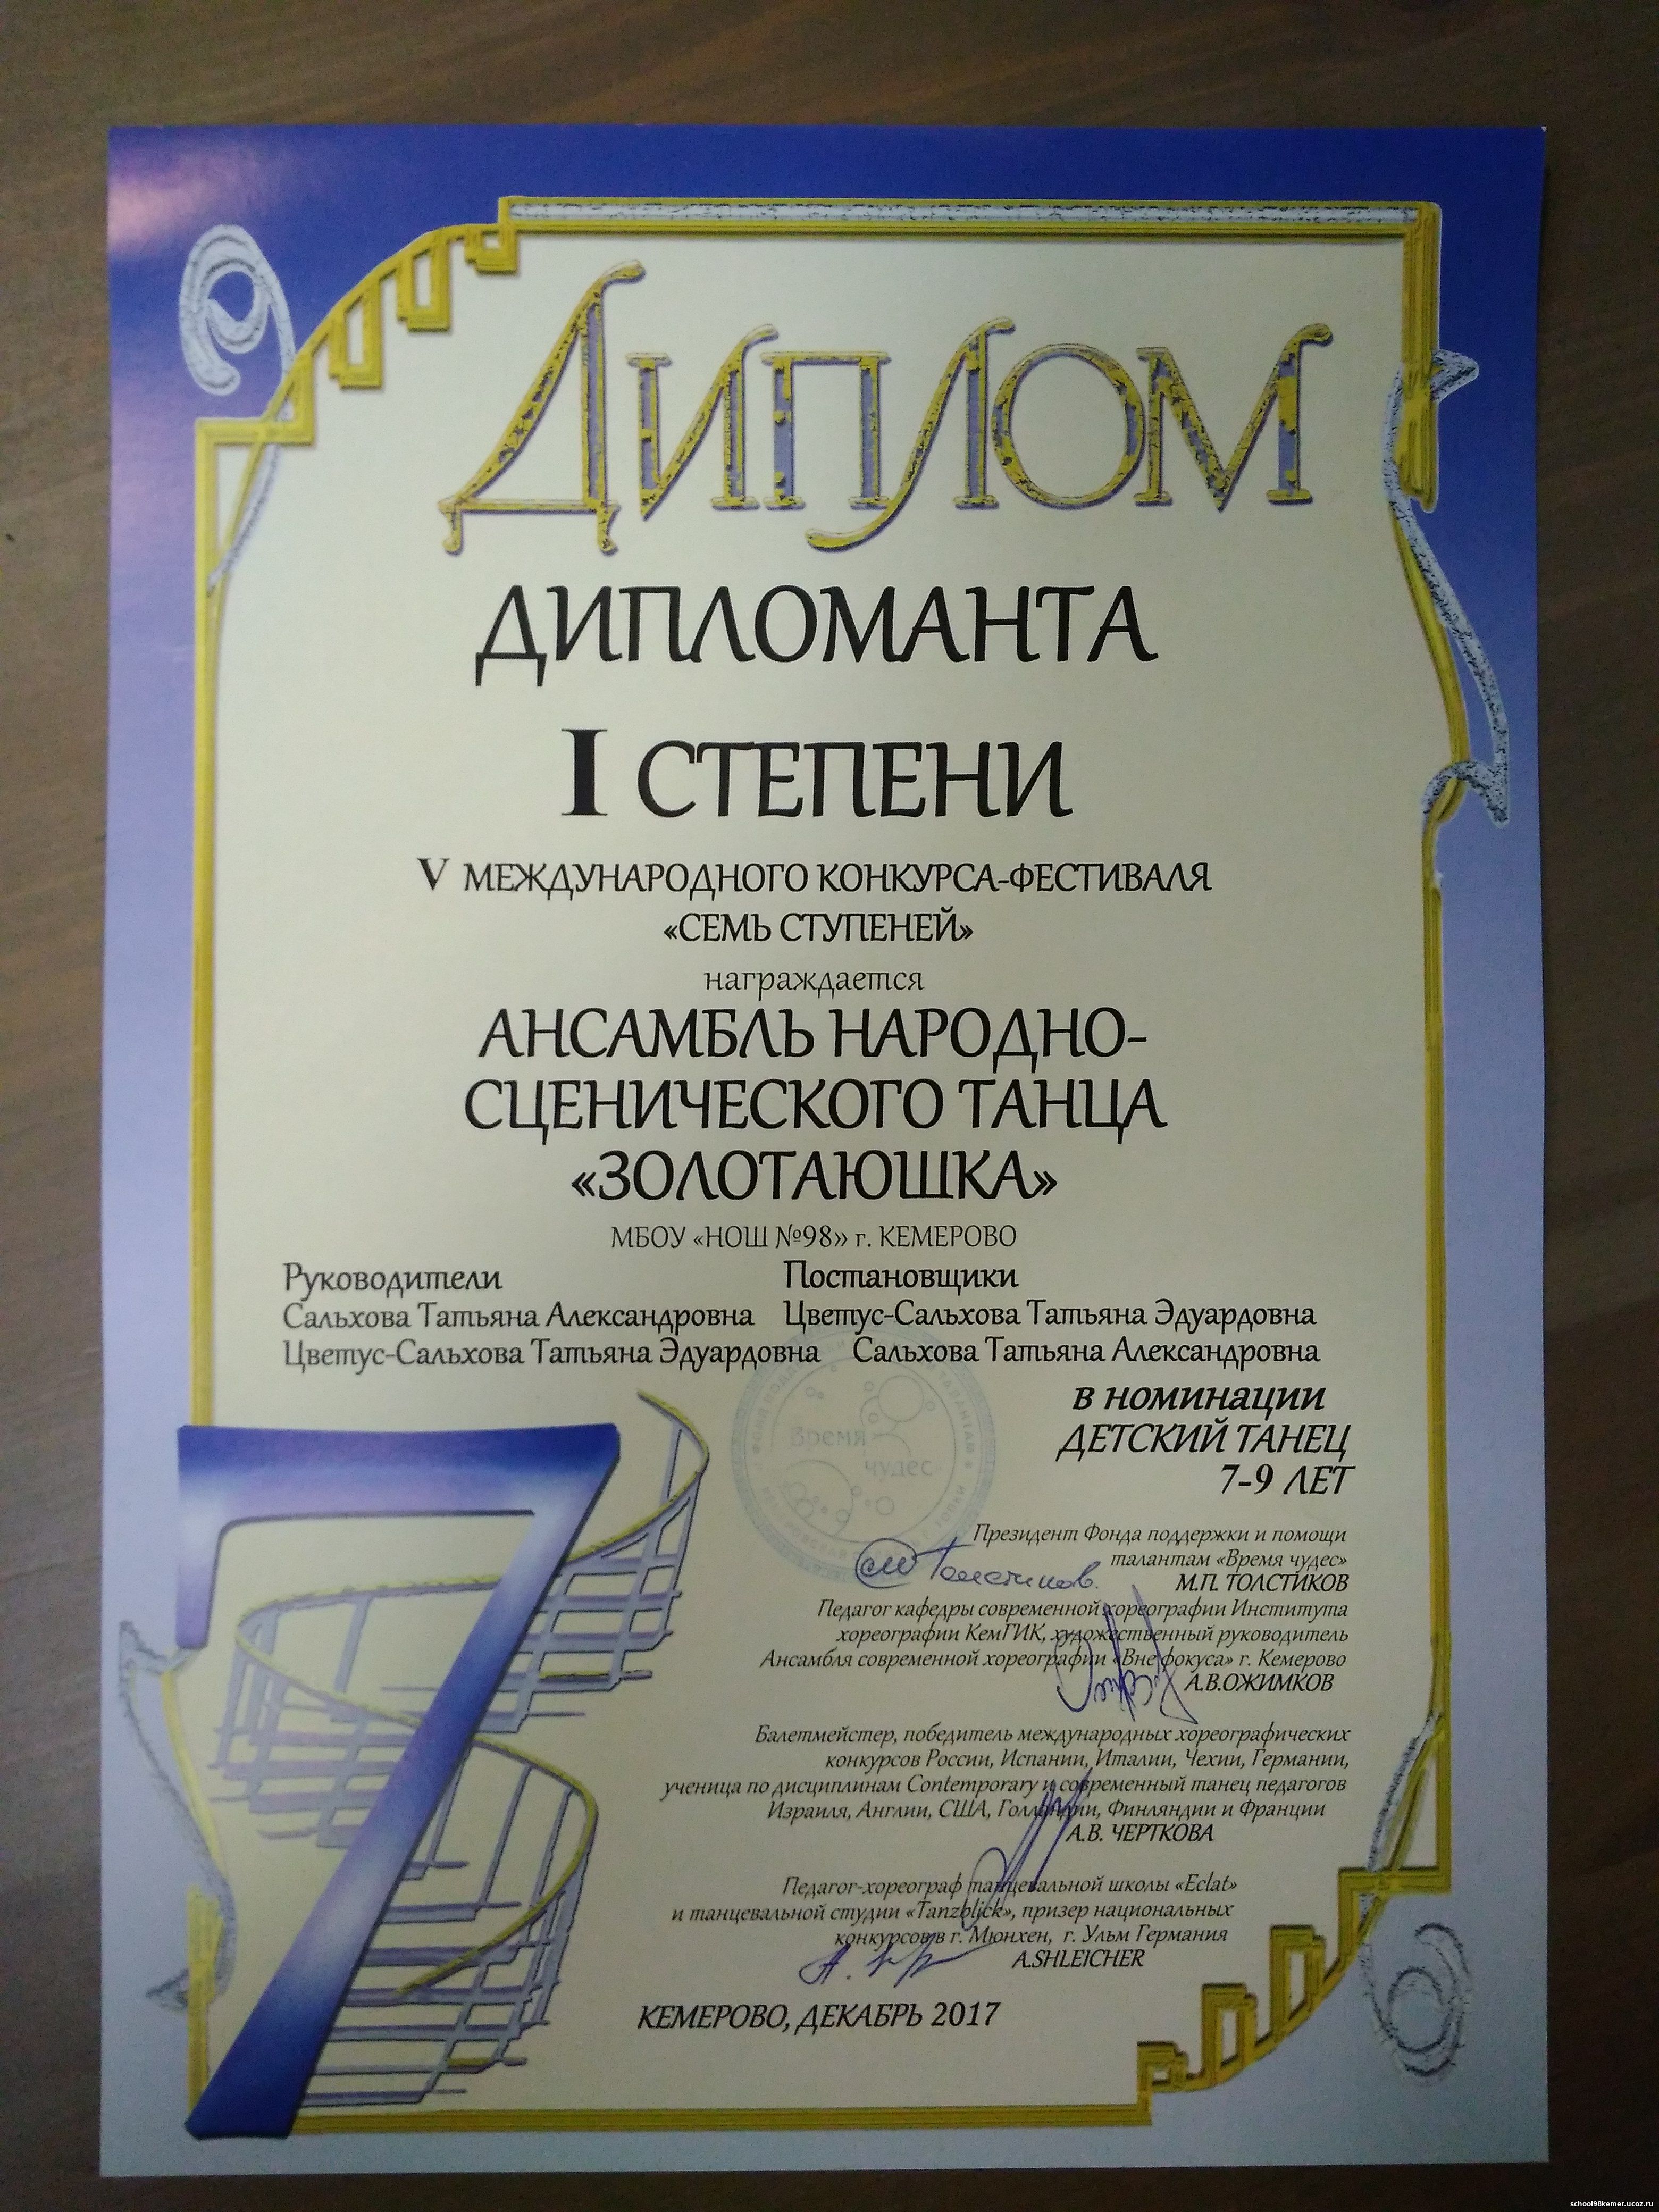 ДИПЛОМ
ДИПЛОМАНТА
I СТЕПЕНИ
V МЕЖДУНАРОДНОГО КОНКУРСА-ФЕСТИВАЛЯ
«СЕМЬ СТУПЕНЕЙ»
награждается
АНСАМБЛЬ НАРОДНО-
СЦЕНИЧЕСКОГО ТАНЦА
«ЗОЛОТАЮШКА»
МБОУ «НОШ №98» г. КЕМЕРОВО
Руководители
Сальхова Татьяна Александровна
Цветус-Сальхова Татьяна Эдуардовна
Постановщики
Цветус-Сальхова Татьяна Эдуардовна
Сальхова Татьяна Александровна
в номинации
ДЕТСКИЙ ТАНЕЦ
7-9 ЛЕТ
Время
чудес
7
Президент Фонда поддержки и помощи
талантам «Время чудес»
М.П. ТОЛСТИКОВ
Толстиков
Педагог кафедры современной хореографии Института
хореографии КемГИК, художественный руководитель
Ансамбля современной хореографии «Вне фокуса» г. Кемерово
А.В.ОЖИМКОВ
Балетмейстер, победитель международных хореографических
конкурсов России, Испании, Италии, Чехии, Германии,
ученица по дисциплинам Contemporary и современный танец педагогов
Израиля, Англии, США, Голландии, Финляндии и Франции
А.В. ЧЕРТКОВА
Педагог-хореограф танцевальной школы «Eclat»
и танцевальной студии «Tanzblick», призер национальных
конкурсов в г. Мюнхен, г. Ульм Германия
A.SHLEICHER
КЕМЕРОВО, ДЕКАБРЬ 2017
school98kemer.ucoz.ru